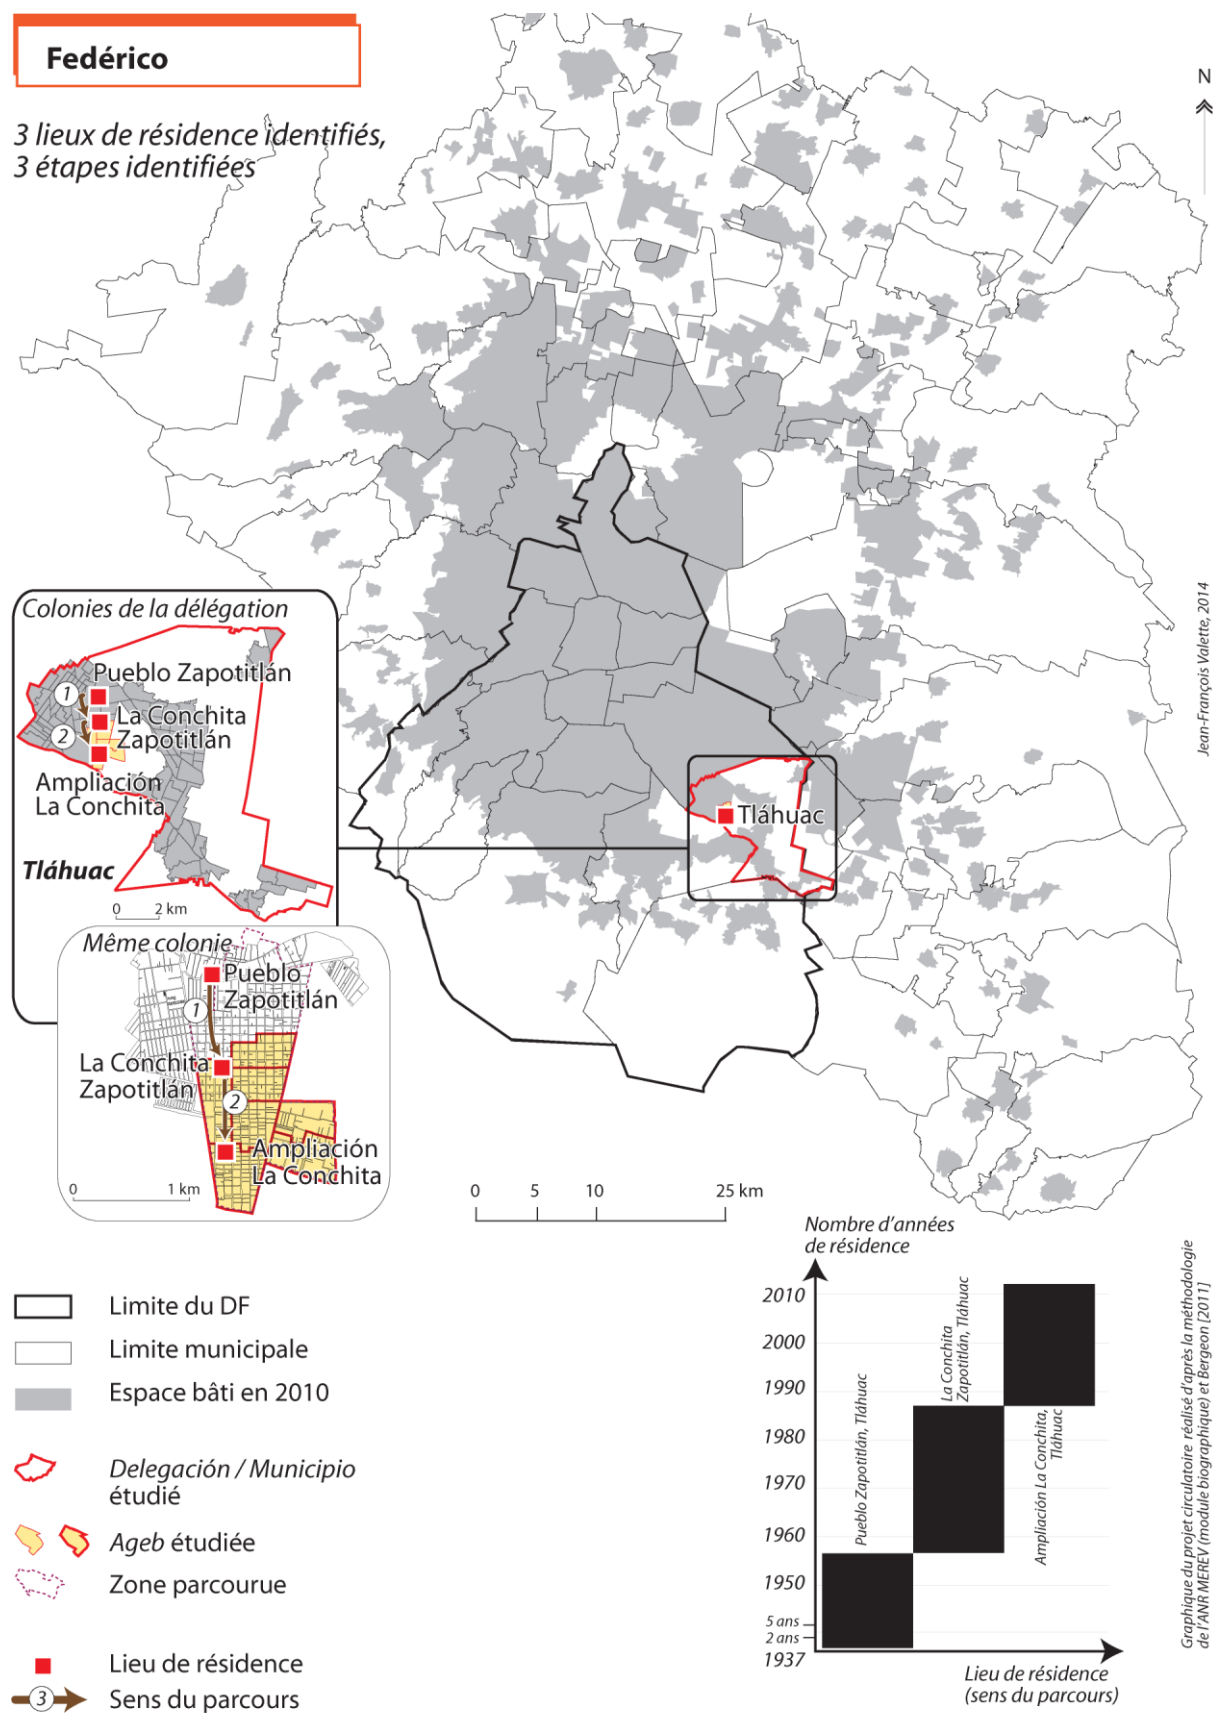 Fedérico
3 lieux de résidence identifiés,
3 étapes identifiées
N
Jean-François Valette, 2014
Colonies de la délégation
Pueblo Zapotitlán
1
La Conchita
Zapotitlán
2
Ampliación
La Conchita
Tláhuac
0 2 km
Tláhuac
Même colonie
Pueblo
Zapotitlán
1
La Conchita
Zapotitlán
2
Ampliación
La Conchita
0 1 km
0 5 10 25 km
Limite du DF
Limite municipale
Espace bâti en 2010
Delegación / Municipio
étudié
Ageb étudiée
Zone parcourue
Lieu de résidence
3
Sens du parcours
Nombre d'années
de résidence
2010
2000
1990
1980
1970
1960
1950
5 ans
2 ans
1937
Pueblo Zapotitlán, Tláhuac
La Conchita
Zapotitlán, Tláhuac
Ampliación La Conchita,
Tláhuac
Lieu de résidence
(sens du parcours)
Graphique du projet circulatoire réalisé d'après la méthodologie
de l'ANR MEREV (module biographique) et Bergeon [2011]